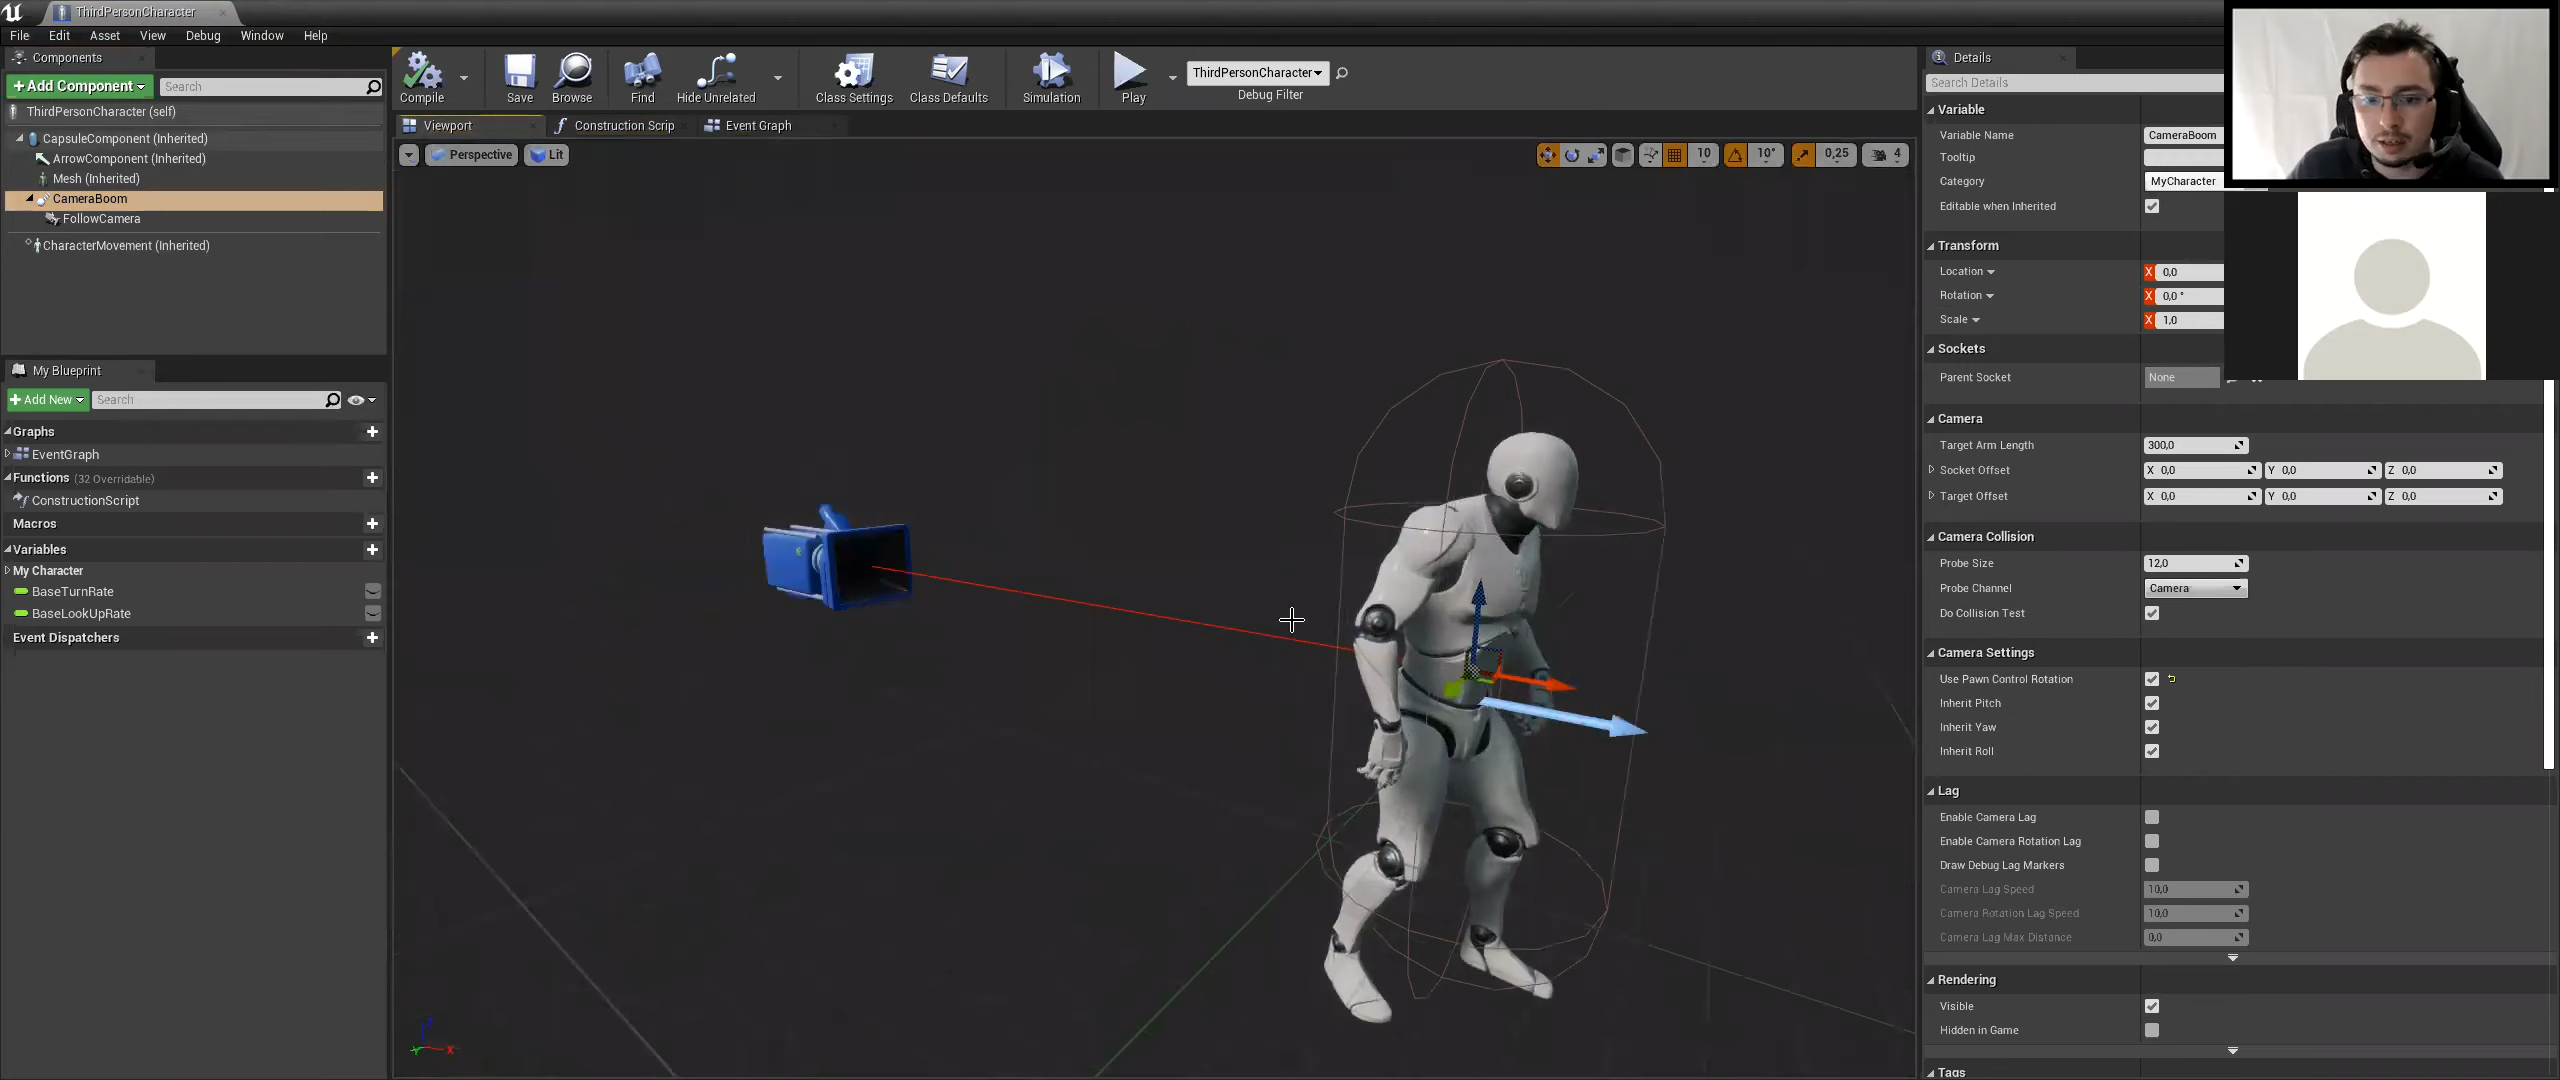 ThirdPersonCharacter
File Edit Asset View Debug Window Help
Components
+Add Component
Search
ThirdPersonCharacter (self)
CapsuleComponent (Inherited)
ArrowComponent (Inherited)
Mesh (Inherited)
CameraBoom
FollowCamera
CharacterMovement (Inherited)
My Blueprint
+Add New
Search
Graphs
EventGraph
Functions (32 Overridable)
ConstructionScript
Macros
Variables
My Character
BaseTurnRate
BaseLookUpRate
Event Dispatchers
Compile
Save
Browse
Find
Hide Unrelated
Class Settings
Class Defaults
Simulation
Play
ThirdPersonCharacter
Debug Filter
Viewport
Construction Scrip
Event Graph
Perspective
Lit
10
10°
0,25
4
Z
X
Details
Search Details
Variable
Variable Name CameraBoom
Tooltip
Category MyCharacter
Editable when Inherited
Transform
Location X 0,0
Rotation X 0,0 °
Scale X 1,0
Sockets
Parent Socket None
Camera
Target Arm Length 300,0
Socket Offset X 0,0 Y 0,0 Z 0,0
Target Offset X 0,0 Y 0,0 Z 0,0
Camera Collision
Probe Size 12,0
Probe Channel Camera
Do Collision Test
Camera Settings
Use Pawn Control Rotation
Inherit Pitch
Inherit Yaw
Inherit Roll
Lag
Enable Camera Lag
Enable Camera Rotation Lag
Draw Debug Lag Markers
Camera Lag Speed 10,0
Camera Rotation Lag Speed 10,0
Camera Lag Max Distance 0,0
Rendering
Visible
Hidden in Game
Tags